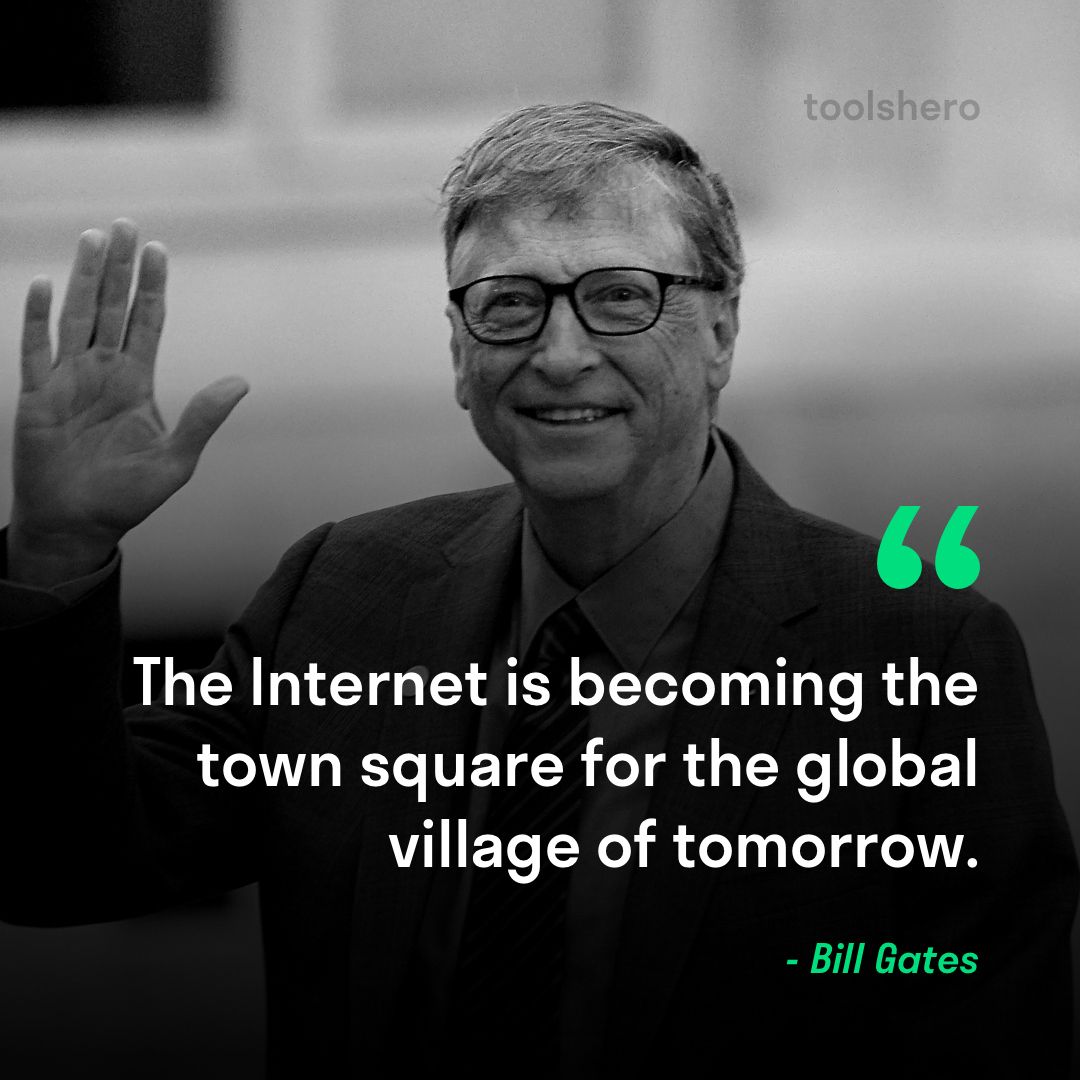 toolshero
“
The Internet is becoming the
town square for the global
village of tomorrow.
- Bill Gates